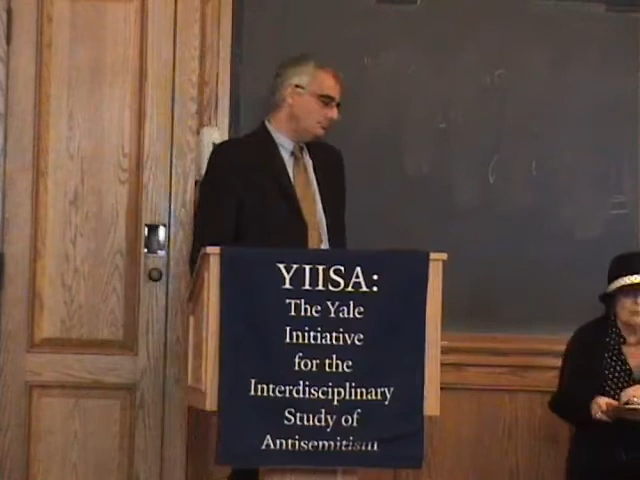 YIISA:
The Yale
Initiative
for the
Interdisciplinary
Study of
Antisemitism